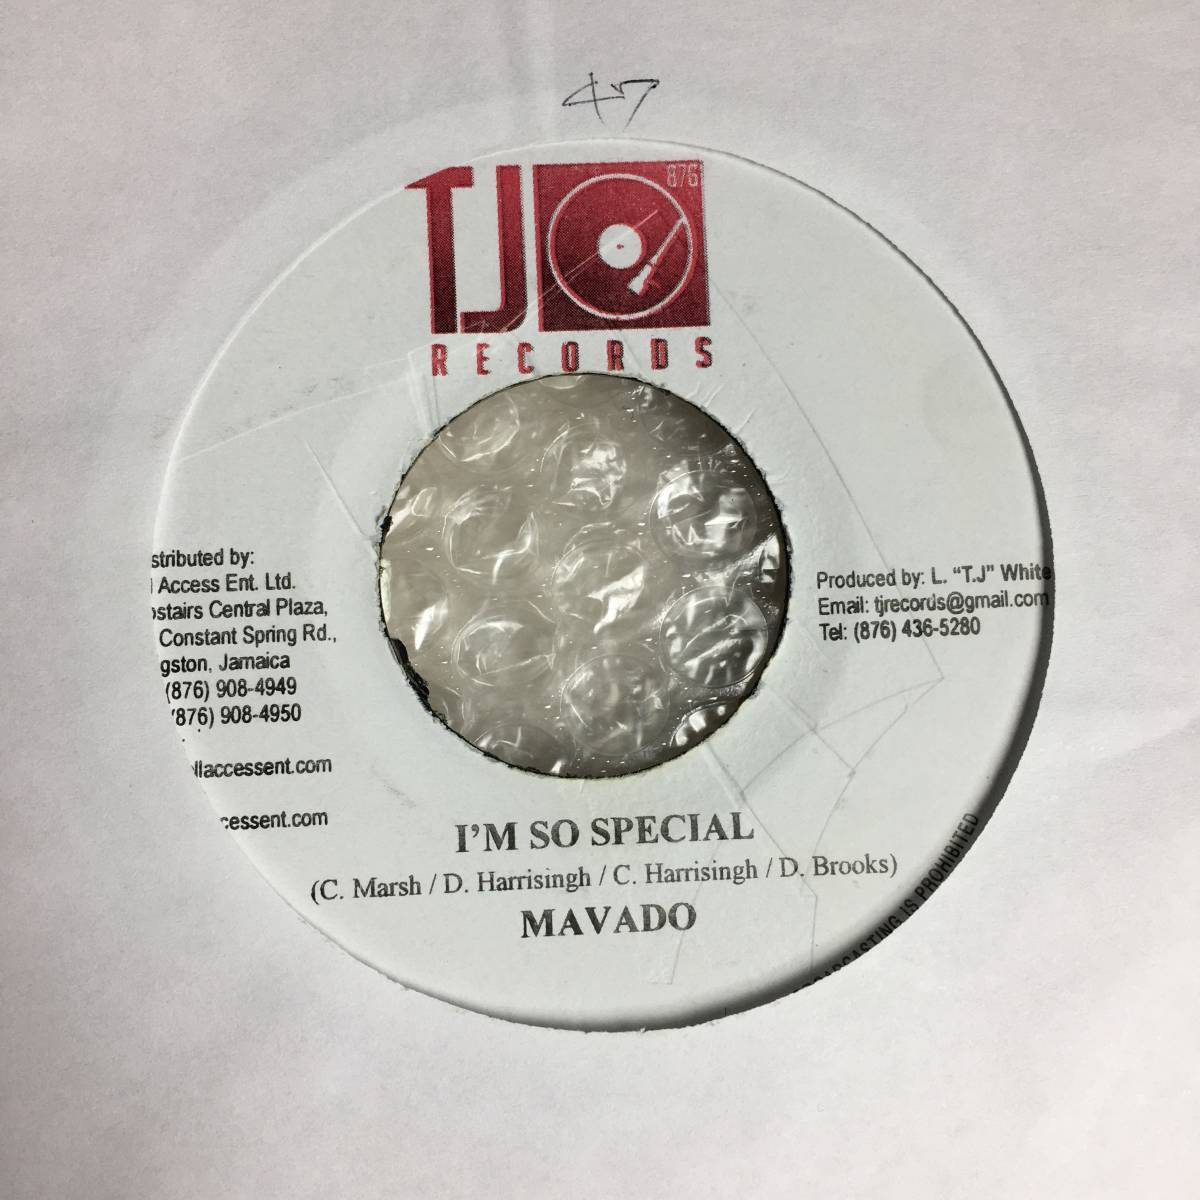 47
TJ 876
RECORDS
stributed by:
l Access Ent. Ltd.
ostairs Central Plaza,
Constant Spring Rd.,
gston, Jamaica
(876) 908-4949
876) 908-4950
llaccessent.com
cessent.com
Produced by: L. “T.J” White
Email: tjrecords@gmail.com
Tel: (876) 436-5280
I’M SO SPECIAL
(C. Marsh / D. Harrisingh / C. Harrisingh / D. Brooks)
MAVADO
BROADCASTING IS PROHIBITED